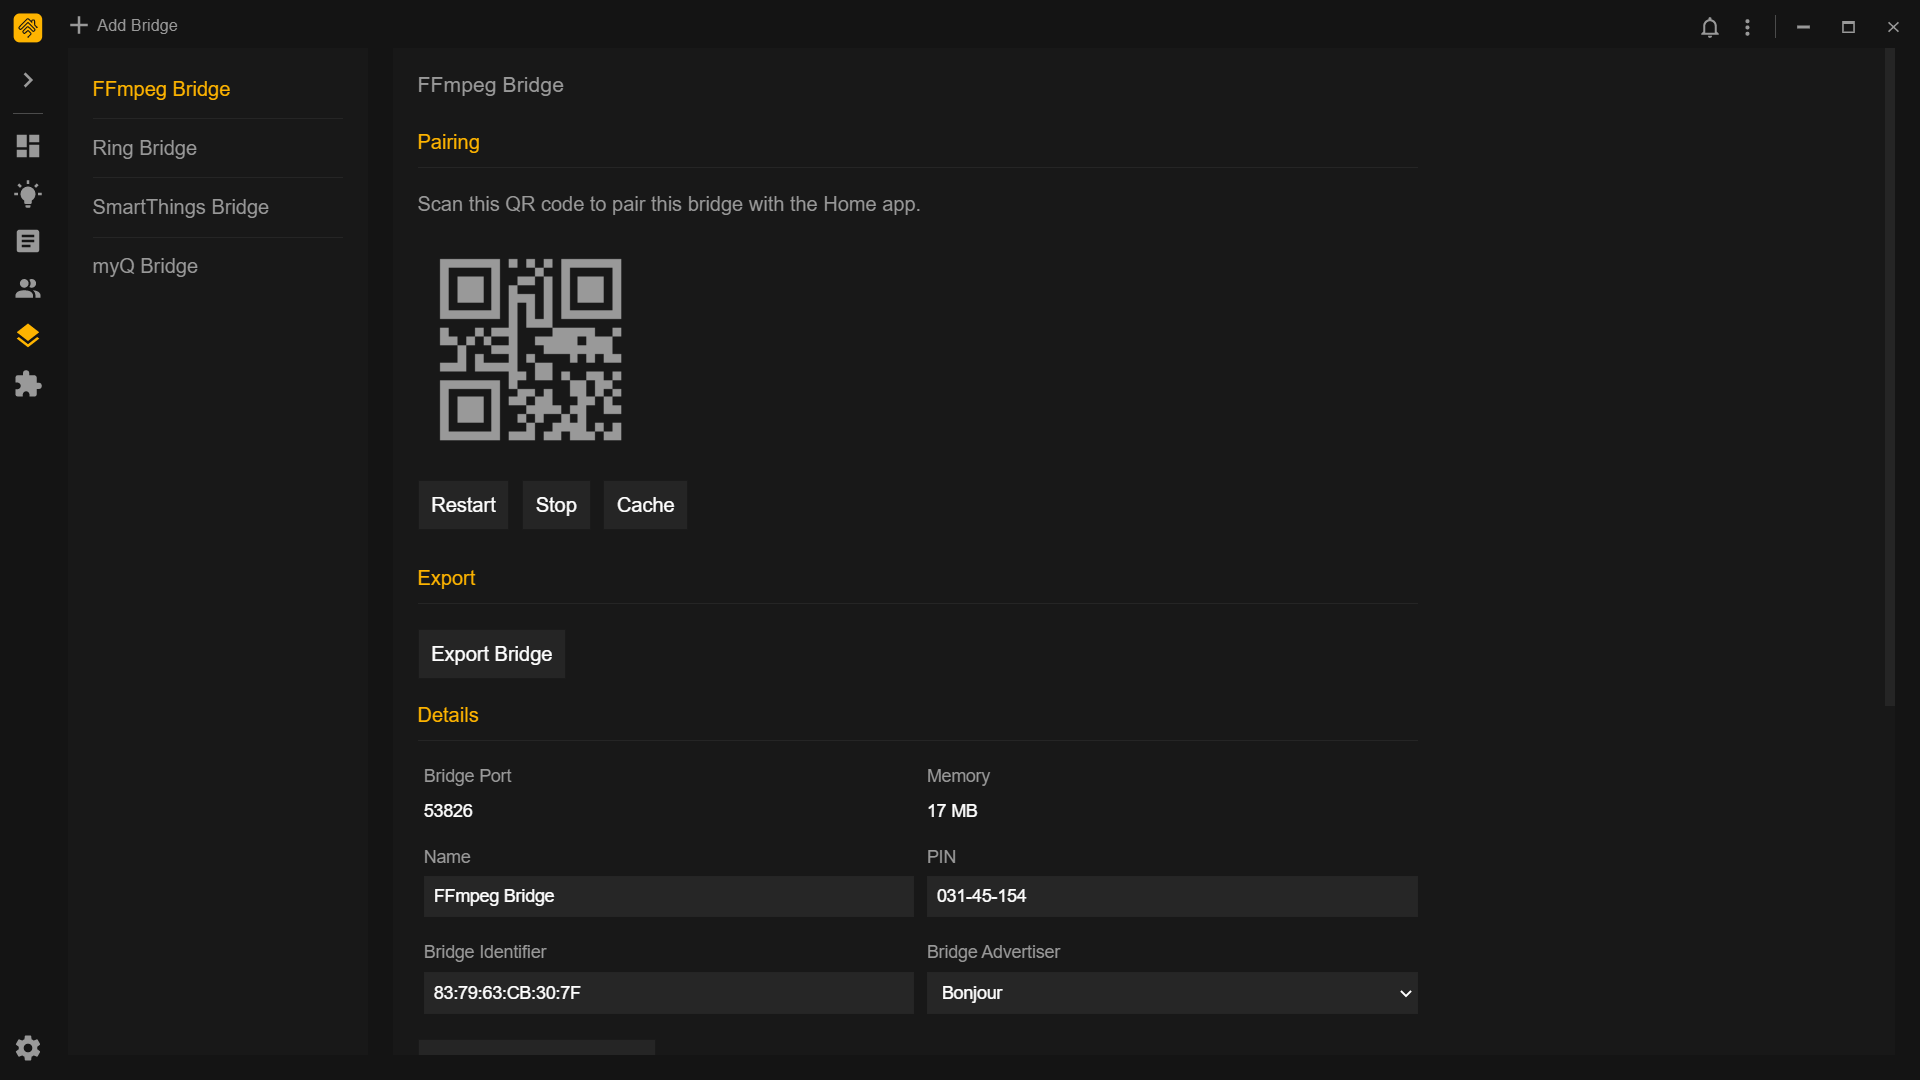 Add Bridge
FFmpeg Bridge
Ring Bridge
SmartThings Bridge
myQ Bridge
FFmpeg Bridge
Pairing
Scan this QR code to pair this bridge with the Home app.
Restart Stop Cache
Export
Export Bridge
Details
Bridge Port Memory
53826 17 MB
Name PIN
FFmpeg Bridge 031-45-154
Bridge Identifier Bridge Advertiser
83:79:63:CB:30:7F Bonjour